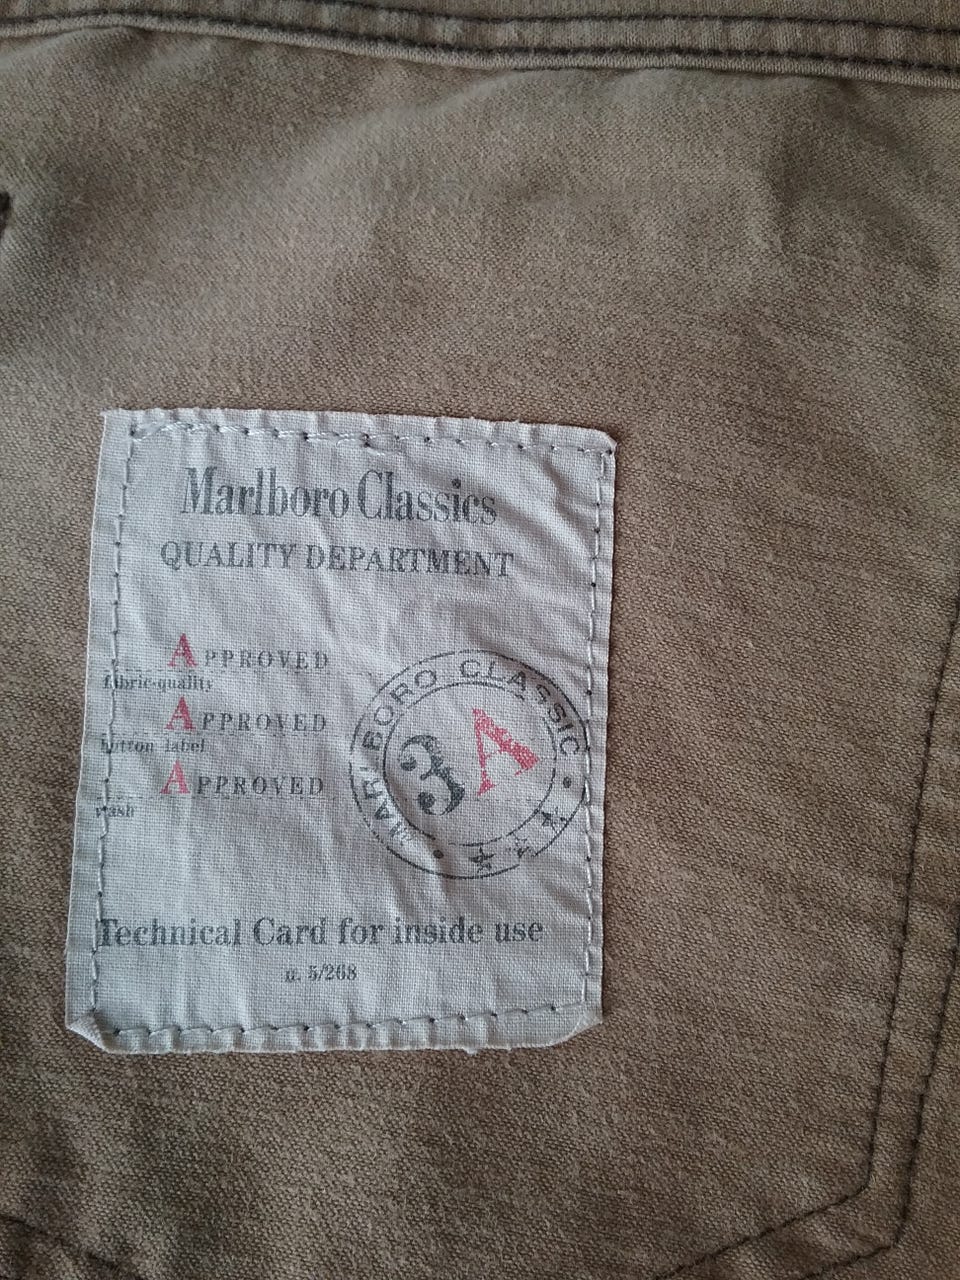 Marlboro Classics
QUALITY DEPARTMENT
APPROVED
fabric-quality
APPROVED
button label
APPROVED
wash
MARLBORO CLASSIC
3A
Technical Card for inside use
n. 5/268